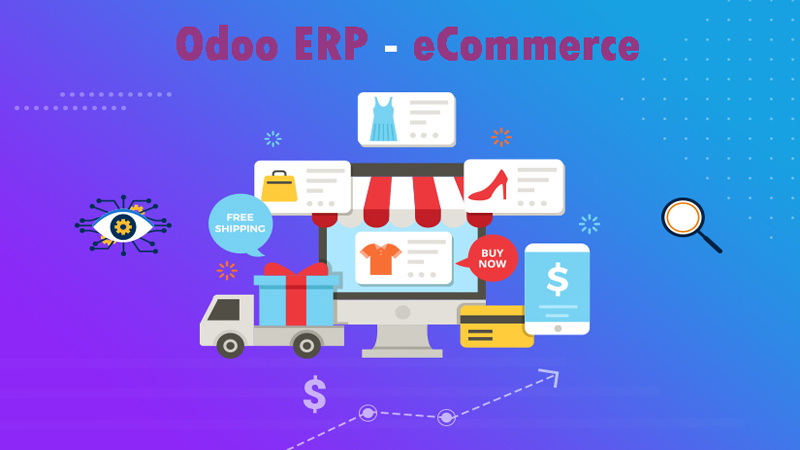 Odoo ERP - eCommerce
FREE
SHIPPING
BUY
NOW
$
$